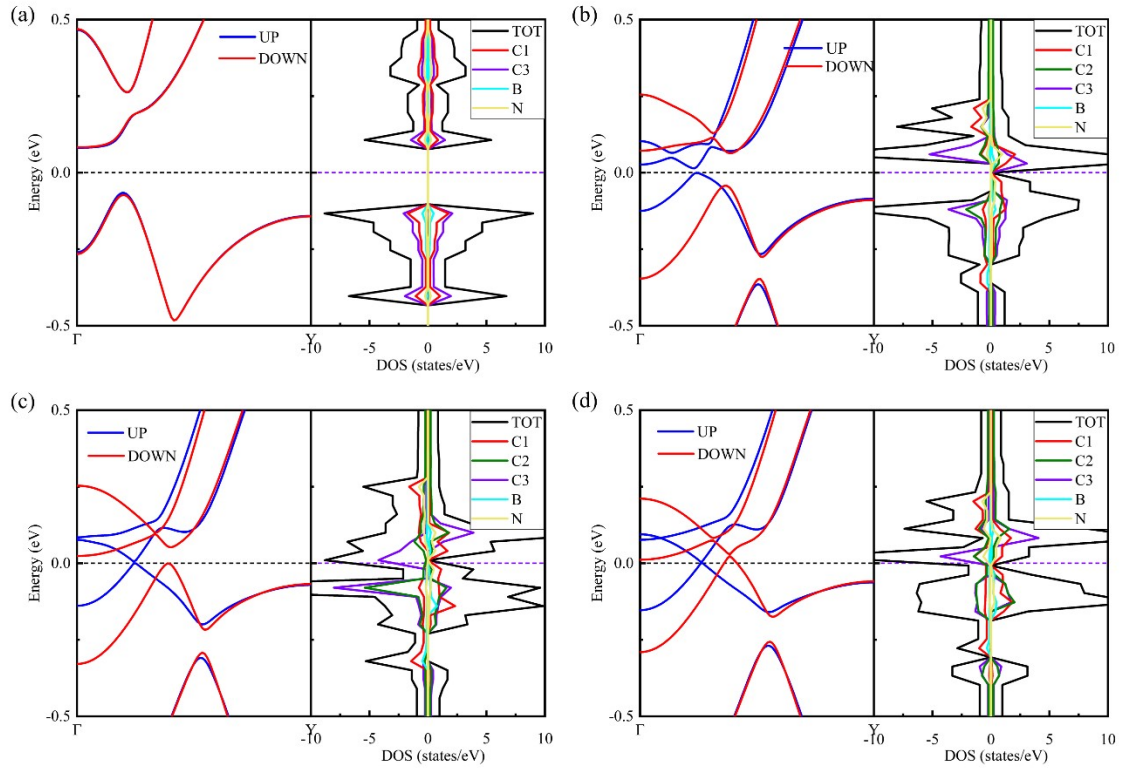 (a)
0.5
0.0
-0.5
Energy (eV)
UP
DOWN
Γ
Y
TOT
C1
C3
B
N
-10
-5
0
5
10
DOS (states/eV)
(b)
0.5
0.0
-0.5
Energy (eV)
UP
DOWN
Γ
Y
TOT
C1
C2
C3
B
N
-10
-5
0
5
10
DOS (states/eV)
(c)
0.5
0.0
-0.5
Energy (eV)
UP
DOWN
Γ
Y
TOT
C1
C2
C3
B
N
-10
-5
0
5
10
DOS (states/eV)
(d)
0.5
0.0
-0.5
Energy (eV)
UP
DOWN
Γ
Y
TOT
C1
C2
C3
B
N
-10
-5
0
5
10
DOS (states/eV)